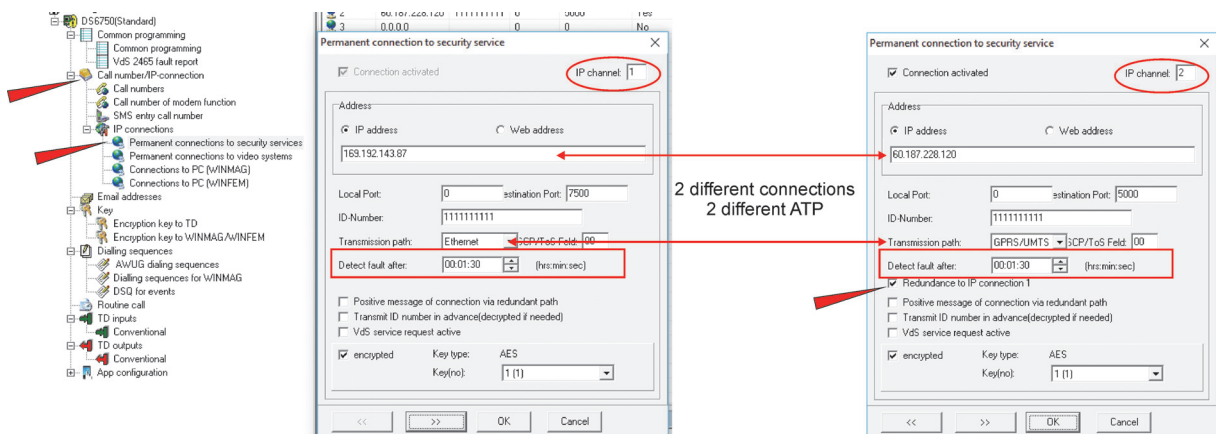 DS6750(Standard)
Common programming
Common programming
VdS 2465 fault report
Call number/IP-connection
Call numbers
Call number of modem function
SMS entry call number
IP connections
Permanent connections to security services
Permanent connections to video systems
Connections to PC (WINMAG)
Connections to PC (WINFEM)
Email addresses
Key
Encryption key to TD
Encryption key to WINMAG/WINFEM
Dialling sequences
AWUG dialing sequences
Dialling sequences for WINMAG
DSQ for events
Routine call
TD inputs
Conventional
TD outputs
Conventional
App configuration
2 60.187.228.120 1111111111 0 5000 Yes
3 0.0.0.0 0 0 No
Permanent connection to security service
Connection activated IP channel: 1
Address
IP address Web address
169.192.143.87
Local Port: 0 estination Port: 7500
ID-Number: 1111111111
Transmission path: Ethernet SCP/ToS Feld: 00
Detect fault after: 00:01:30 (hrs:min:sec)
Positive message of connection via redundant path
Transmit ID number in advance(decrypted if needed)
VdS service request active
encrypted Key type: AES
Key(no): 1 (1)
<< >> OK Cancel
2 different connections
2 different ATP
Permanent connection to security service
Connection activated IP channel: 2
Address
IP address Web address
60.187.228.120
Local Port: 0 estination Port: 5000
ID-Number: 1111111111
Transmission path: GPRS/UMTS SCP/ToS Feld: 00
Detect fault after: 00:01:30 (hrs:min:sec)
Redundance to IP connection 1
Positive message of connection via redundant path
Transmit ID number in advance(decrypted if needed)
VdS service request active
encrypted Key type: AES
Key(no): 1 (1)
<< >> OK Cancel